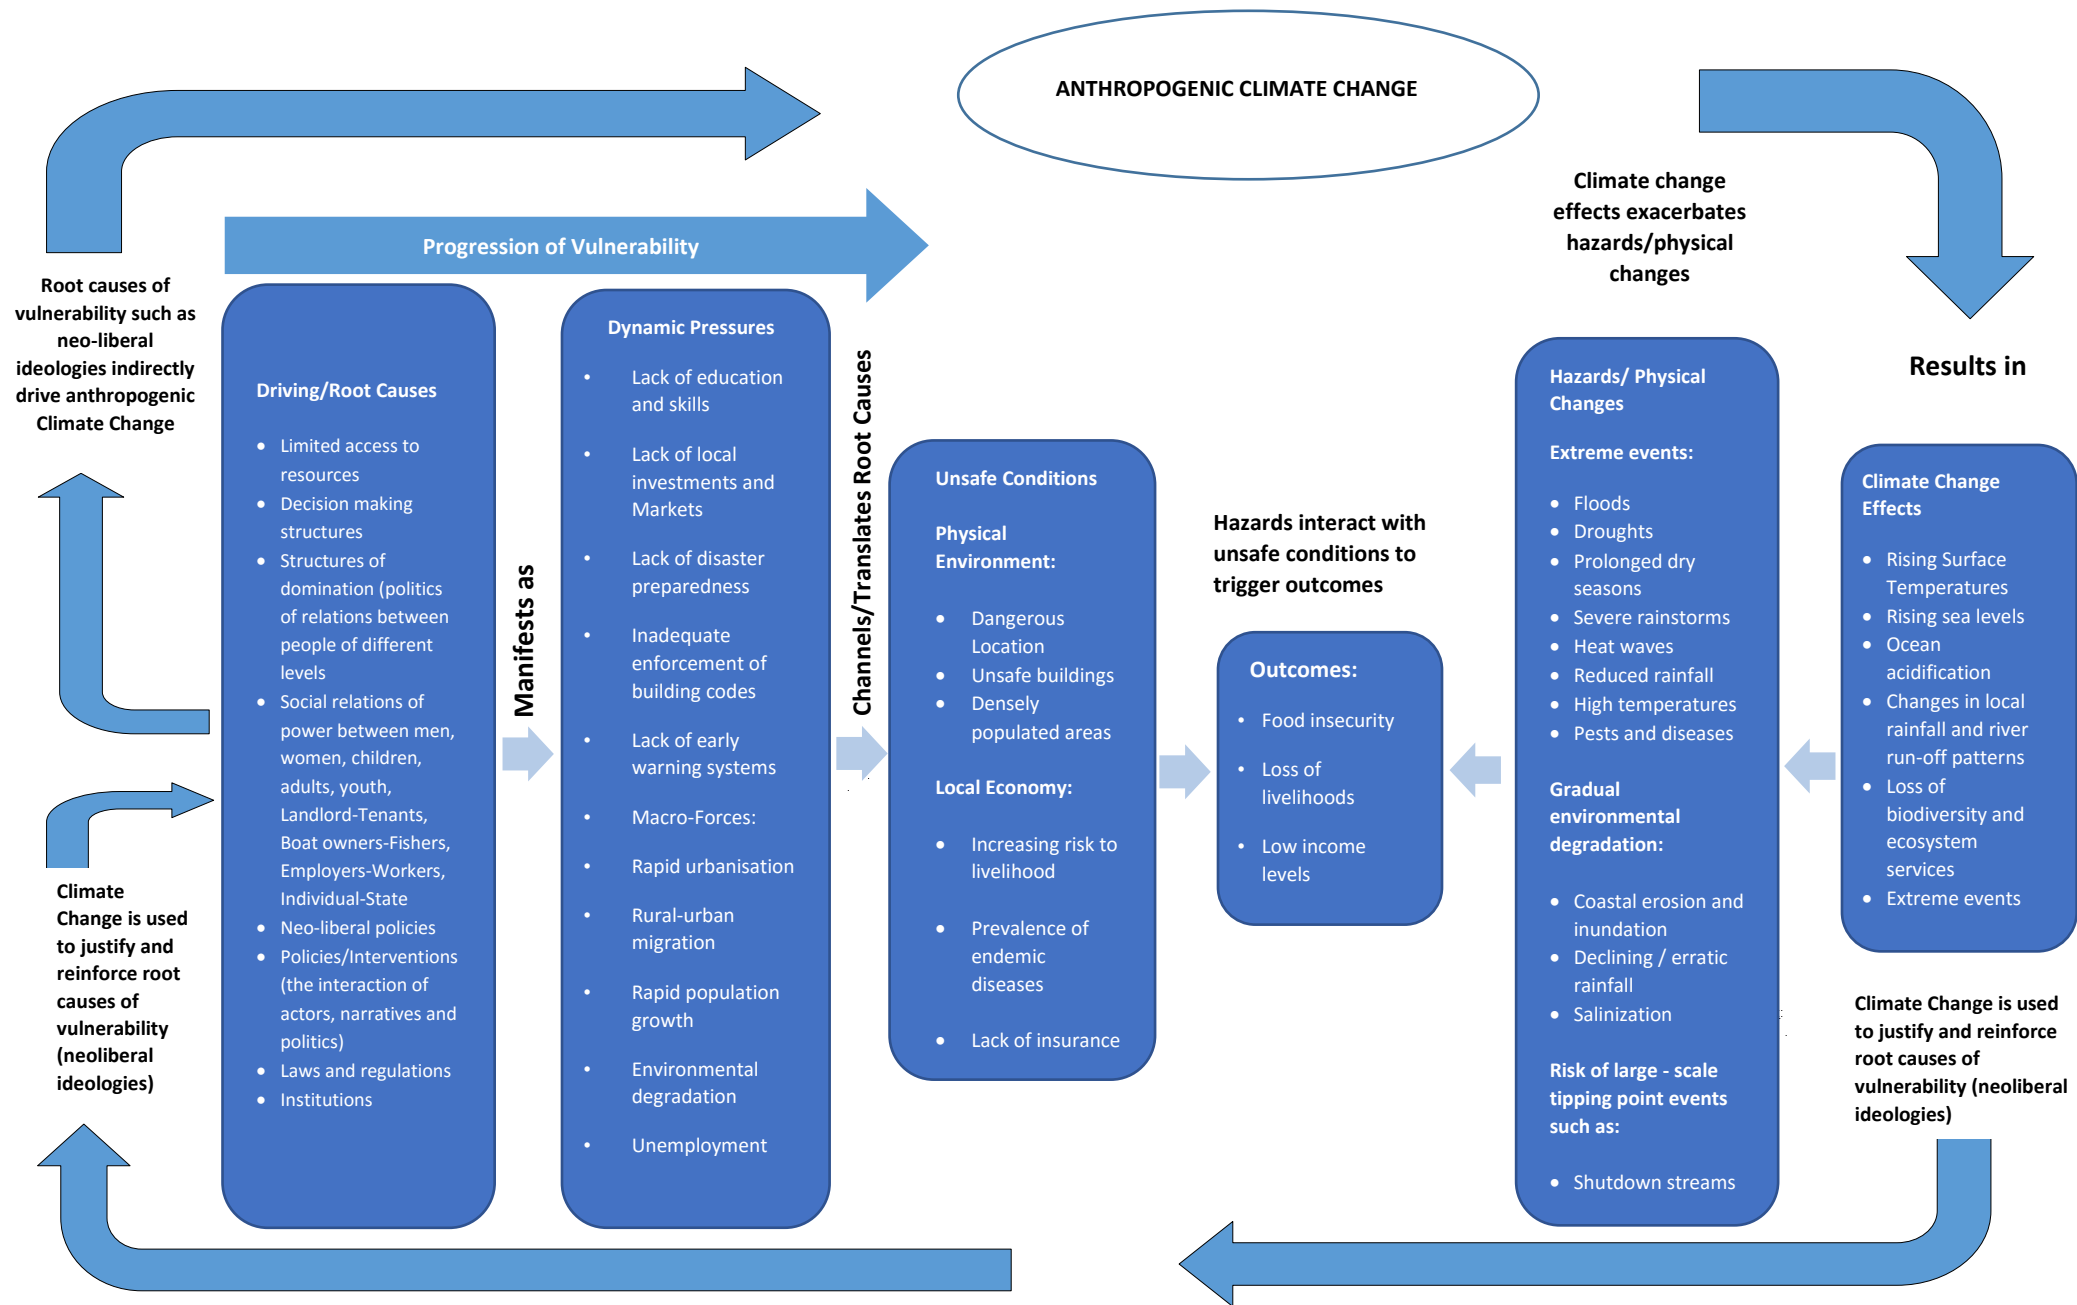 ANTHROPOGENIC CLIMATE CHANGE
Progression of Vulnerability
Root causes of
vulnerability such as
neo-liberal
ideologies indirectly
drive anthropogenic
Climate Change
Climate
Change is used
to justify and
reinforce root
causes of
vulnerability
(neoliberal
ideologies)
Driving/Root Causes
• Limited access to
resources
• Decision making
structures
• Structures of
domination (politics
of relations between
people of different
levels
• Social relations of
power between men,
women, children,
adults, youth,
Landlord-Tenants,
Boat owners-Fishers,
Employers-Workers,
Individual-State
• Neo-liberal policies
• Policies/Interventions
(the interaction of
actors, narratives and
politics)
• Laws and regulations
• Institutions
Manifests as
Dynamic Pressures
• Lack of education
and skills
• Lack of local
investments and
Markets
• Lack of disaster
preparedness
• Inadequate
enforcement of
building codes
• Lack of early
warning systems
• Macro-Forces:
• Rapid urbanisation
• Rural-urban
migration
• Rapid population
growth
• Environmental
degradation
• Unemployment
Channels/Translates Root Causes
Unsafe Conditions
Physical
Environment:
• Dangerous
Location
• Unsafe buildings
• Densely
populated areas
Local Economy:
• Increasing risk to
livelihood
• Prevalence of
endemic
diseases
• Lack of insurance
Hazards interact with
unsafe conditions to
trigger outcomes
Outcomes:
• Food insecurity
• Loss of
livelihoods
• Low income
levels
Climate change
effects exacerbates
hazards/physical
changes
Hazards/ Physical
Changes
Extreme events:
• Floods
• Droughts
• Prolonged dry
seasons
• Severe rainstorms
• Heat waves
• Reduced rainfall
• High temperatures
• Pests and diseases
Gradual
environmental
degradation:
• Coastal erosion and
inundation
• Declining / erratic
rainfall
• Salinization
Risk of large - scale
tipping point events
such as:
• Shutdown streams
Results in
Climate Change
Effects
• Rising Surface
Temperatures
• Rising sea levels
• Ocean
acidification
• Changes in local
rainfall and river
run-off patterns
• Loss of
biodiversity and
ecosystem
services
• Extreme events
Climate Change is used
to justify and reinforce
root causes of
vulnerability (neoliberal
ideologies)